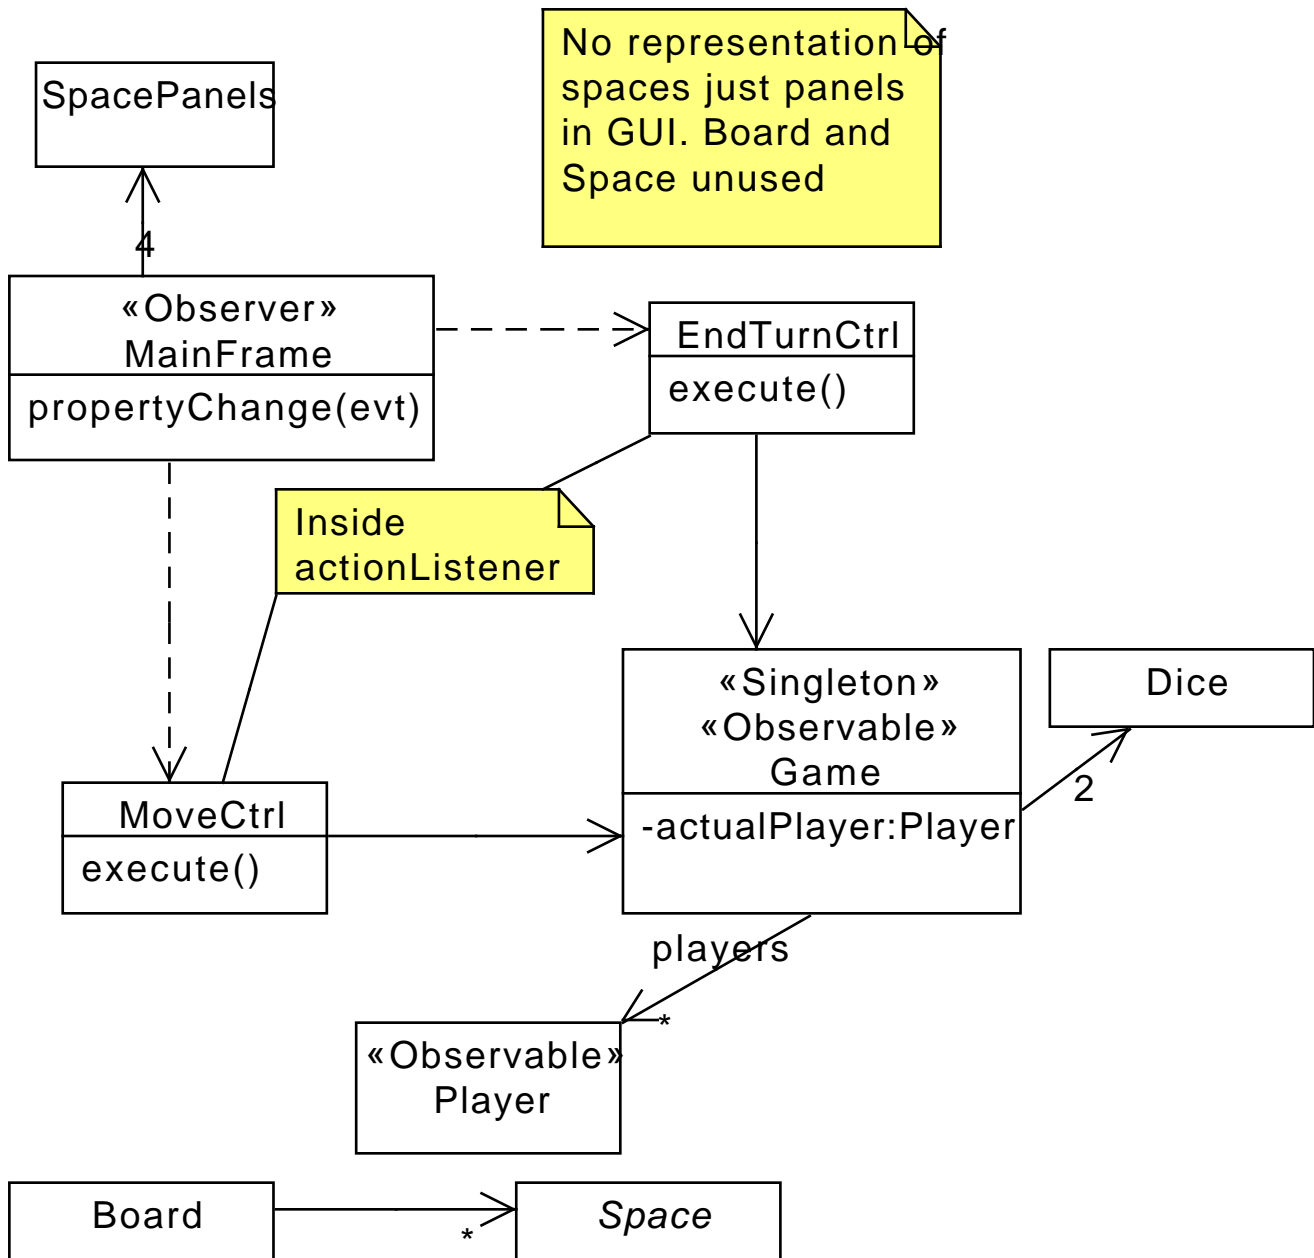 No representation of
spaces just panels
in GUI. Board and
Space unused
SpacePanels
4
«Observer»
MainFrame
propertyChange(evt)
EndTurnCtrl
execute()
Inside
actionListener
«Singleton»
«Observable»
Game
-actualPlayer:Player
Dice
2
MoveCtrl
execute()
players
*
«Observable»
Player
Board
*
Space